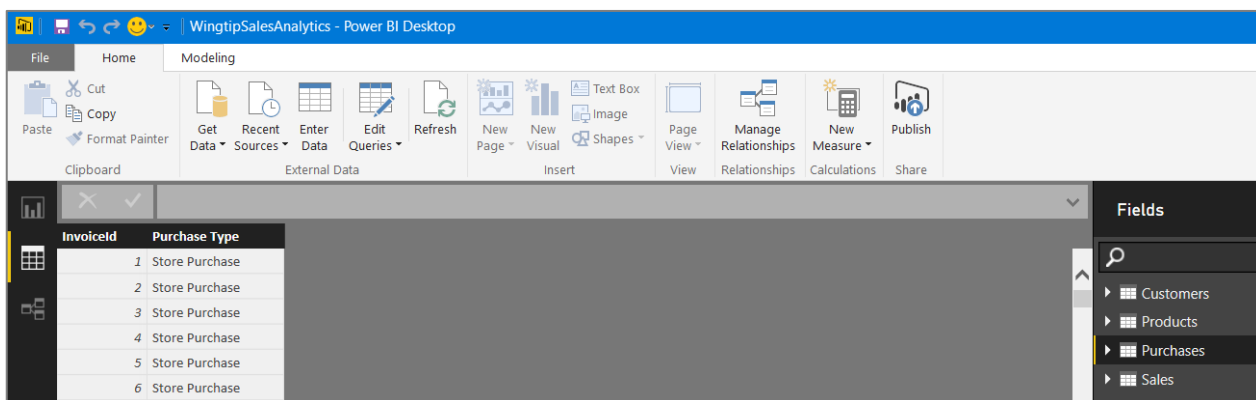 WingtipSalesAnalytics - Power BI Desktop
File Home Modeling
Cut
Copy
Format Painter
Paste
Clipboard
Get Data
Recent Sources
Enter Data
Edit Queries
Refresh
External Data
New Page
New Visual
Text Box
Image
Shapes
Insert
Page View
View
Manage Relationships
Relationships
New Measure
Calculations
Publish
Share
InvoiceId Purchase Type
1 Store Purchase
2 Store Purchase
3 Store Purchase
4 Store Purchase
5 Store Purchase
6 Store Purchase
Fields
Customers
Products
Purchases
Sales